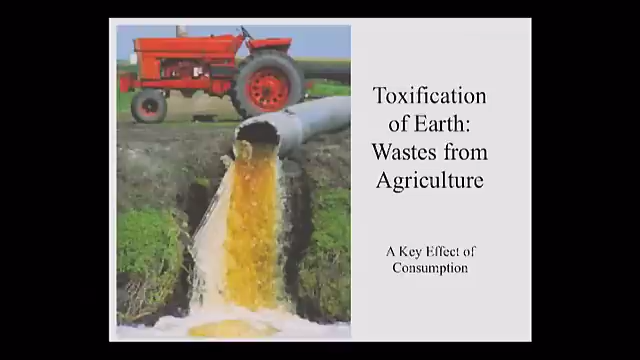 Toxification
of Earth:
Wastes from
Agriculture
A Key Effect of
Consumption